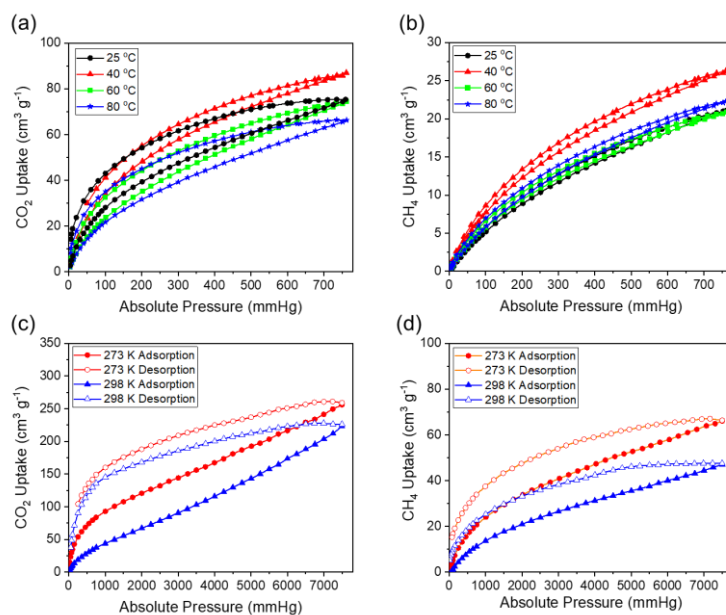 (a)
25 °C
40 °C
60 °C
80 °C
CO2 Uptake (cm3 g-1)
100
80
60
40
20
0
0 100 200 300 400 500 600 700
Absolute Pressure (mmHg)
(b)
25 °C
40 °C
60 °C
80 °C
CH4 Uptake (cm3 g-1)
30
25
20
15
10
5
0
0 100 200 300 400 500 600 700
Absolute Pressure (mmHg)
(c)
273 K Adsorption
273 K Desorption
298 K Adsorption
298 K Desorption
CO2 Uptake (cm3 g-1)
350
300
250
200
150
100
50
0
0 1000 2000 3000 4000 5000 6000 7000
Absolute Pressure (mmHg)
(d)
273 K Adsorption
273 K Desorption
298 K Adsorption
298 K Desorption
CH4 Uptake (cm3 g-1)
100
80
60
40
20
0
0 1000 2000 3000 4000 5000 6000 7000
Absolute Pressure (mmHg)